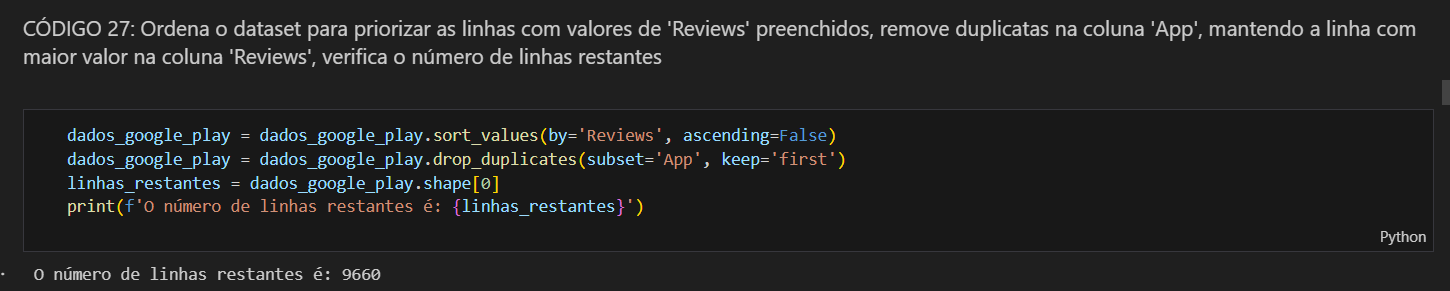 CÓDIGO 27: Ordena o dataset para priorizar as linhas com valores de 'Reviews' preenchidos, remove duplicatas na coluna 'App', mantendo a linha com
maior valor na coluna 'Reviews', verifica o número de linhas restantes
dados_google_play = dados_google_play.sort_values(by='Reviews', ascending=False)
dados_google_play = dados_google_play.drop_duplicates(subset='App', keep='first')
linhas_restantes = dados_google_play.shape[0]
print(f'O número de linhas restantes é: {linhas_restantes}')
Python
O número de linhas restantes é: 9660